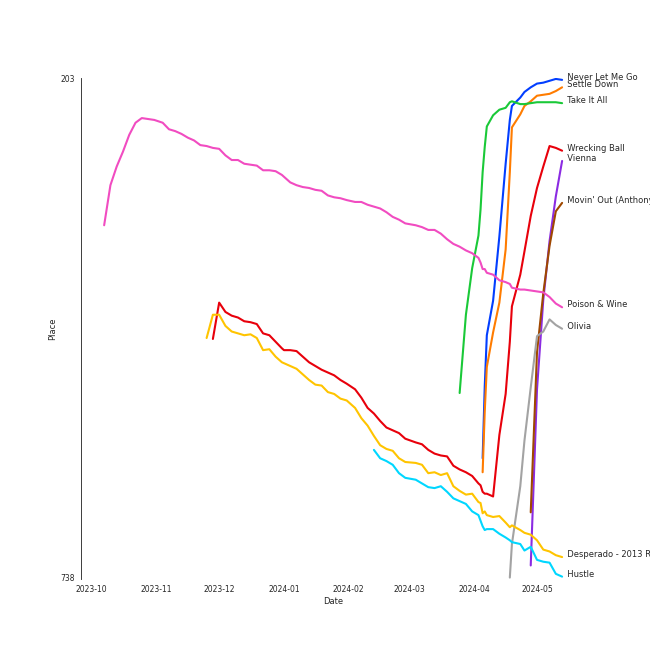 203
Never Let Me Go
Settle Down
Take It All
Wrecking Ball
Vienna
Movin' Out (Anthony
Poison & Wine
Olivia
Place
Desperado - 2013 R
Hustle
738
2023-10
2023-11
2023-12
2024-01
2024-02
2024-03
2024-04
2024-05
Date